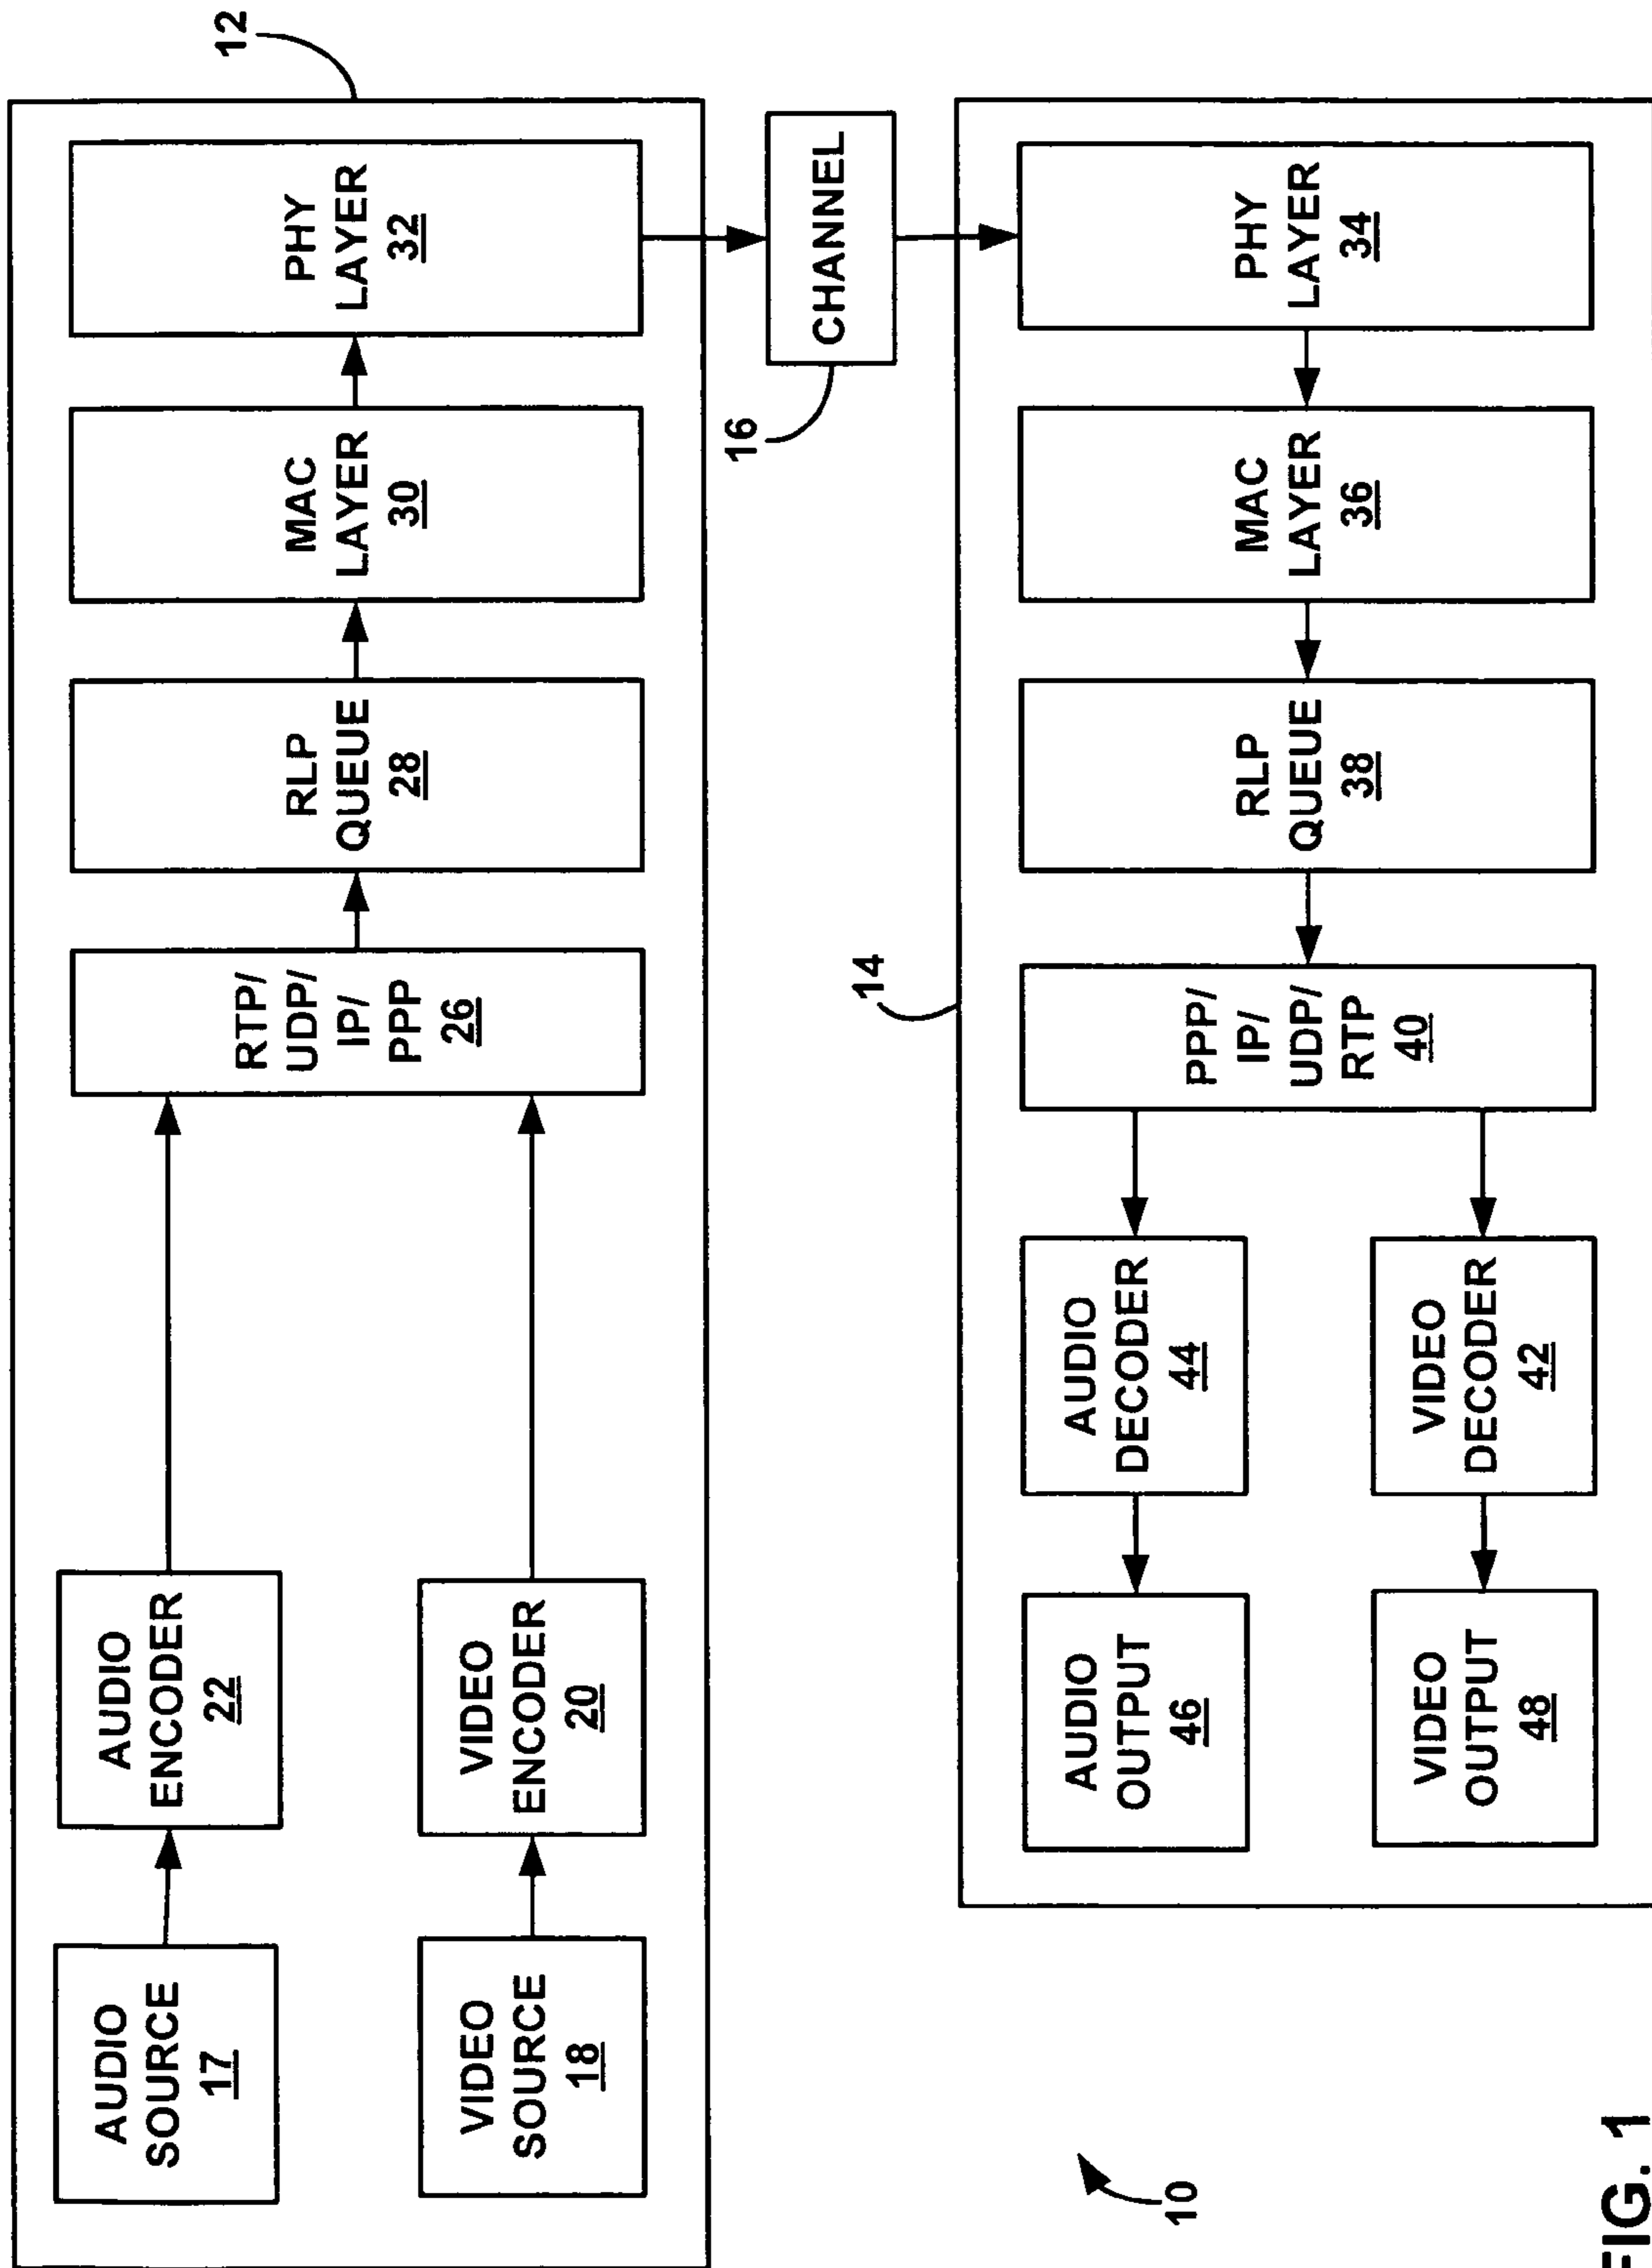 12
AUDIO
SOURCE
17
AUDIO
ENCODER
22
VIDEO
SOURCE
18
VIDEO
ENCODER
20
RTP/
UDP/
IP/
PPP
26
RLP
QUEUE
28
MAC
LAYER
30
PHY
LAYER
32
16
CHANNEL
14
AUDIO
OUTPUT
46
AUDIO
DECODER
44
VIDEO
OUTPUT
48
VIDEO
DECODER
42
PPP/
IP/
UDP/
RTP
40
RLP
QUEUE
38
MAC
LAYER
36
PHY
LAYER
34
10
FIG. 1